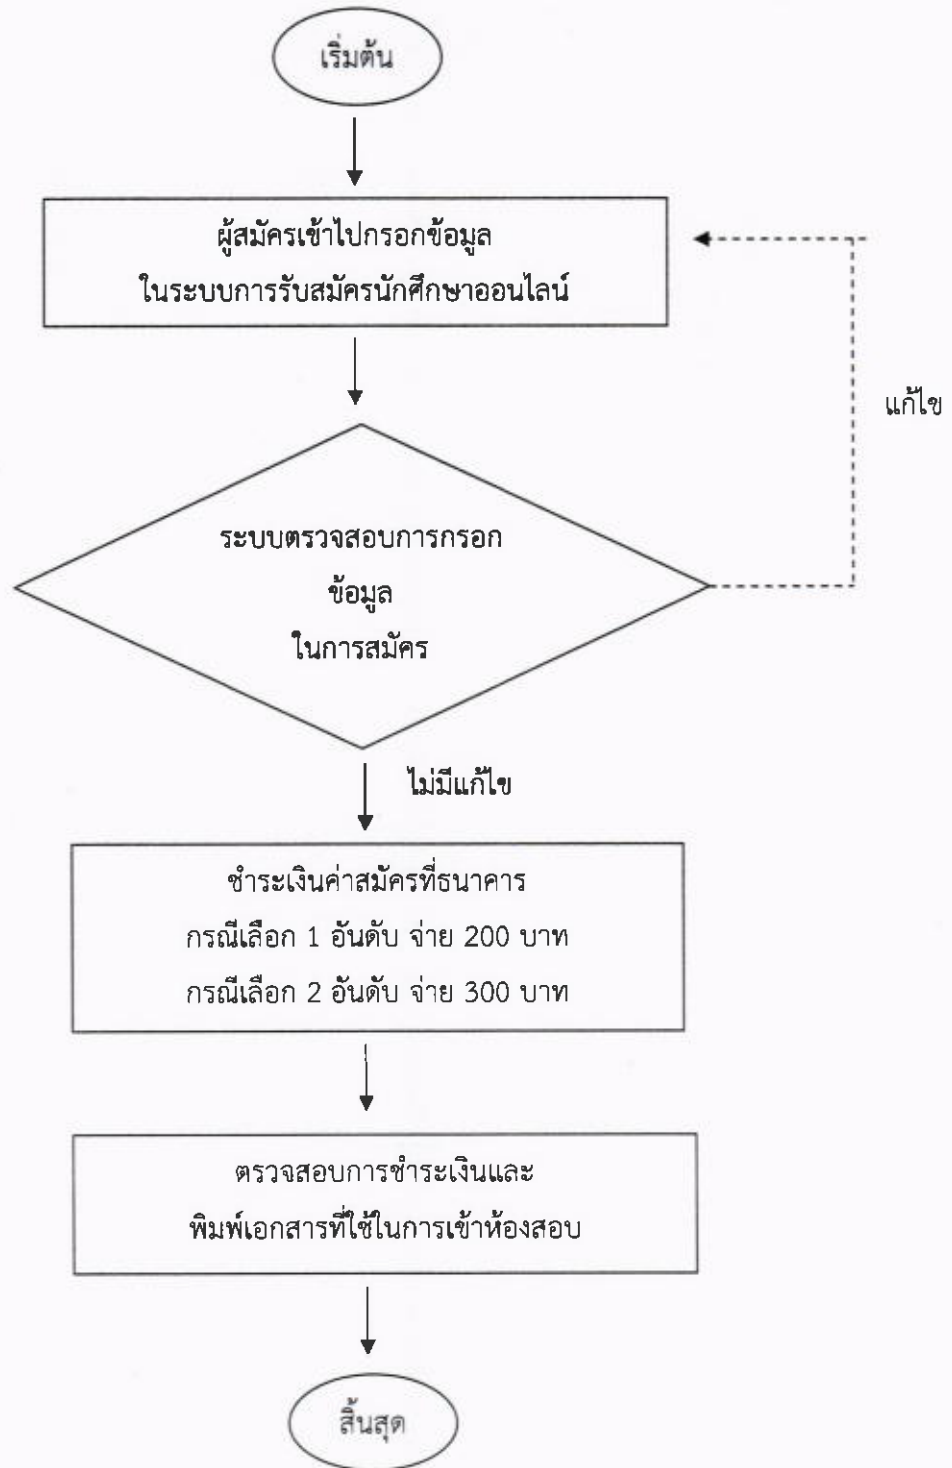 เริ่มต้น
ผู้สมัครเข้าไปกรอกข้อมูล
ในระบบการรับสมัครนักศึกษาออนไลน์
แก้ไข
ระบบตรวจสอบการกรอก
ข้อมูล
ในการสมัคร
ไม่มีแก้ไข
ชำระเงินค่าสมัครที่ธนาคาร
กรณีเลือก 1 อันดับ จ่าย 200 บาท
กรณีเลือก 2 อันดับ จ่าย 300 บาท
ตรวจสอบการชำระเงินและ
พิมพ์เอกสารที่ใช้ในการเข้าห้องสอบ
สิ้นสุด